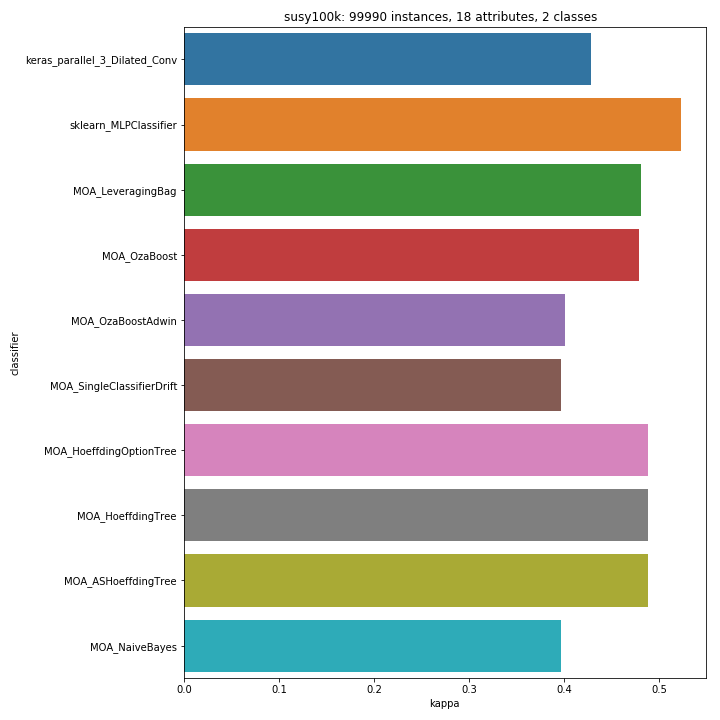 susy100k: 99990 instances, 18 attributes, 2 classes
keras_parallel_3_Dilated_Conv
sklearn_MLPClassifier
MOA_LeveragingBag
MOA_OzaBoost
MOA_OzaBoostAdwin
MOA_SingleClassifierDrift
MOA_HoeffdingOptionTree
MOA_HoeffdingTree
MOA_ASHoeffdingTree
MOA_NaiveBayes
classifier
0.0 0.1 0.2 0.3 0.4 0.5
kappa